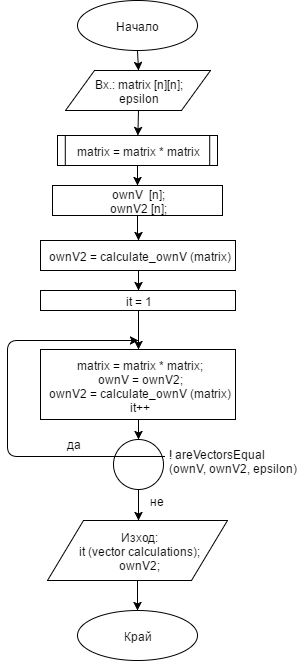 Начало
Вх.: matrix [n][n];
epsilon
matrix = matrix * matrix
ownV [n];
ownV2 [n];
ownV2 = calculate_ownV (matrix)
it = 1
matrix = matrix * matrix;
ownV = ownV2;
ownV2 = calculate_ownV (matrix)
it++
да
! areVectorsEqual
(ownV, ownV2, epsilon)
не
Изход:
it (vector calculations);
ownV2;
Край